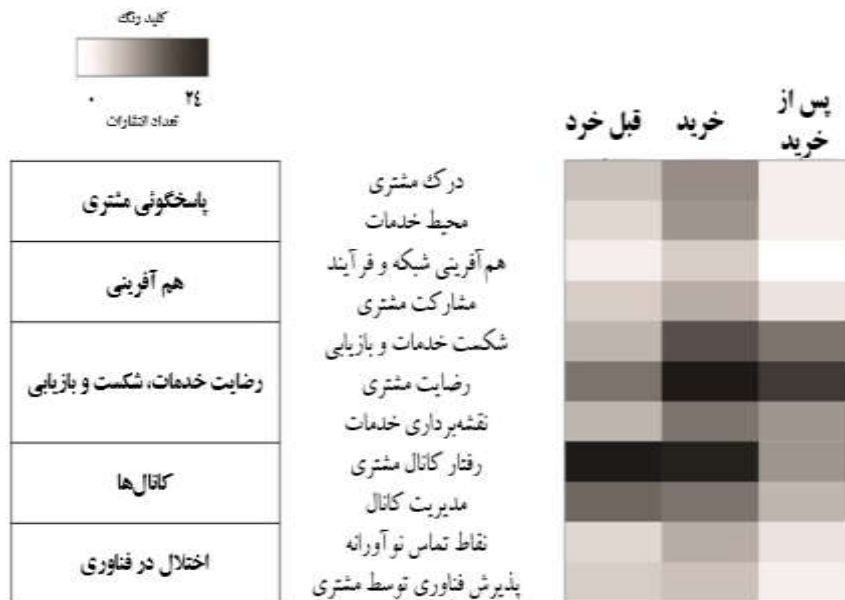 کلید رنگ
۰ ۲۴
تعداد انتشارات
قبل خرد خرید پس از خرید
پاسخگوئی مشتری
درک مشتری
محیط خدمات
هم آفرینی
هم‌آفرینی شبکه و فرآیند
مشارکت مشتری
رضایت خدمات، شکست و بازیابی
شکست خدمات و بازیابی
رضایت مشتری
نقشه‌برداری خدمات
کانال‌ها
رفتار کانال مشتری
مدیریت کانال
اختلال در فناوری
نقاط تماس نوآورانه
پذیرش فناوری توسط مشتری